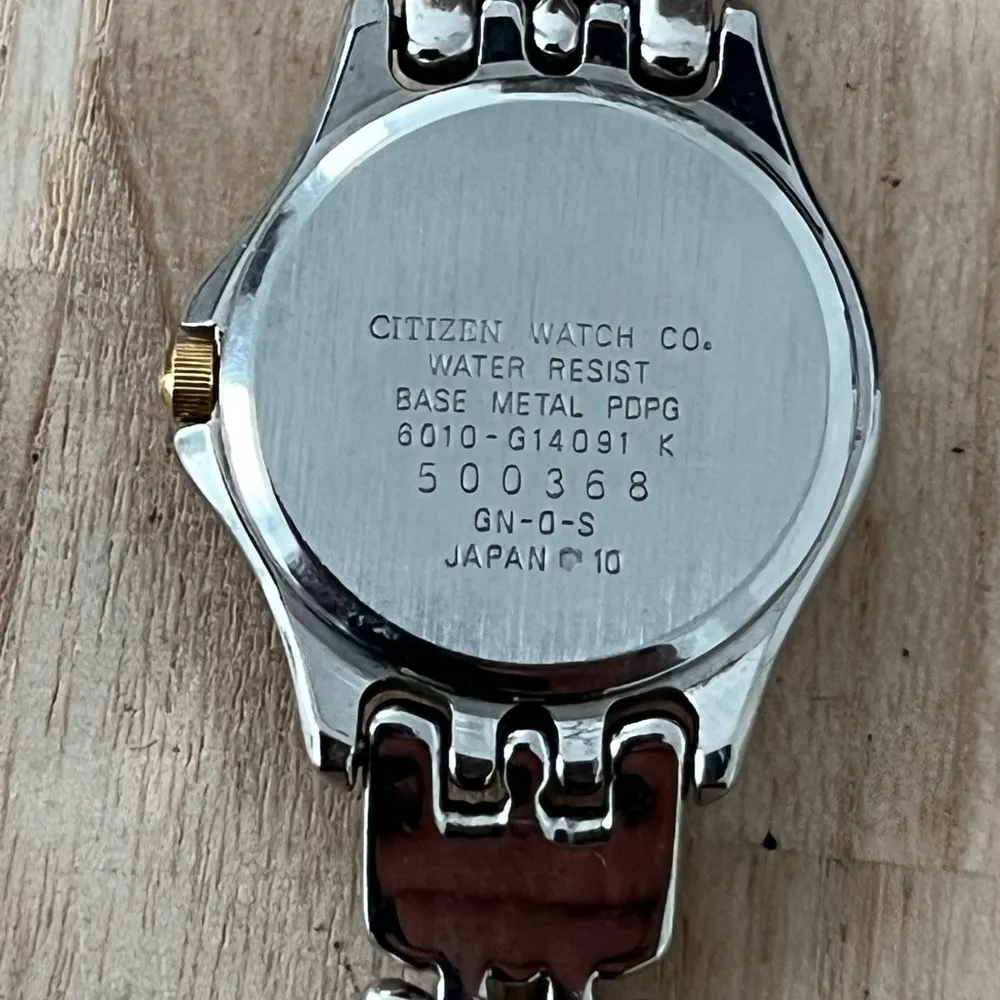 CITIZEN WATCH CO.
WATER RESIST
BASE METAL PDPG
6010-G14091 K
500368
GN-0-S
JAPAN 10